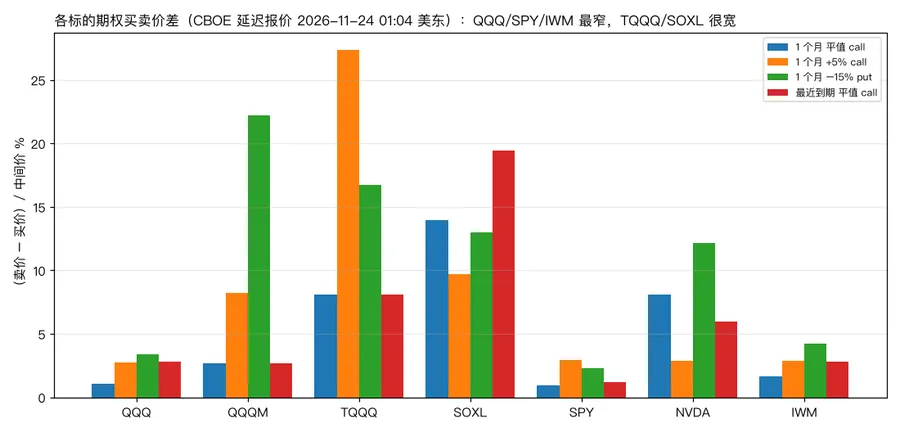 各标的期权买卖价差（CBOE 延迟报价 2026-11-24 01:04 美东）：QQQ/SPY/IWM 最窄，TQQQ/SOXL 很宽
1 个月 平值 call
1 个月 +5% call
1 个月 −15% put
最近到期 平值 call
(卖价 − 买价) / 中间价 %
25
20
15
10
5
0
QQQ
QQQM
TQQQ
SOXL
SPY
NVDA
IWM